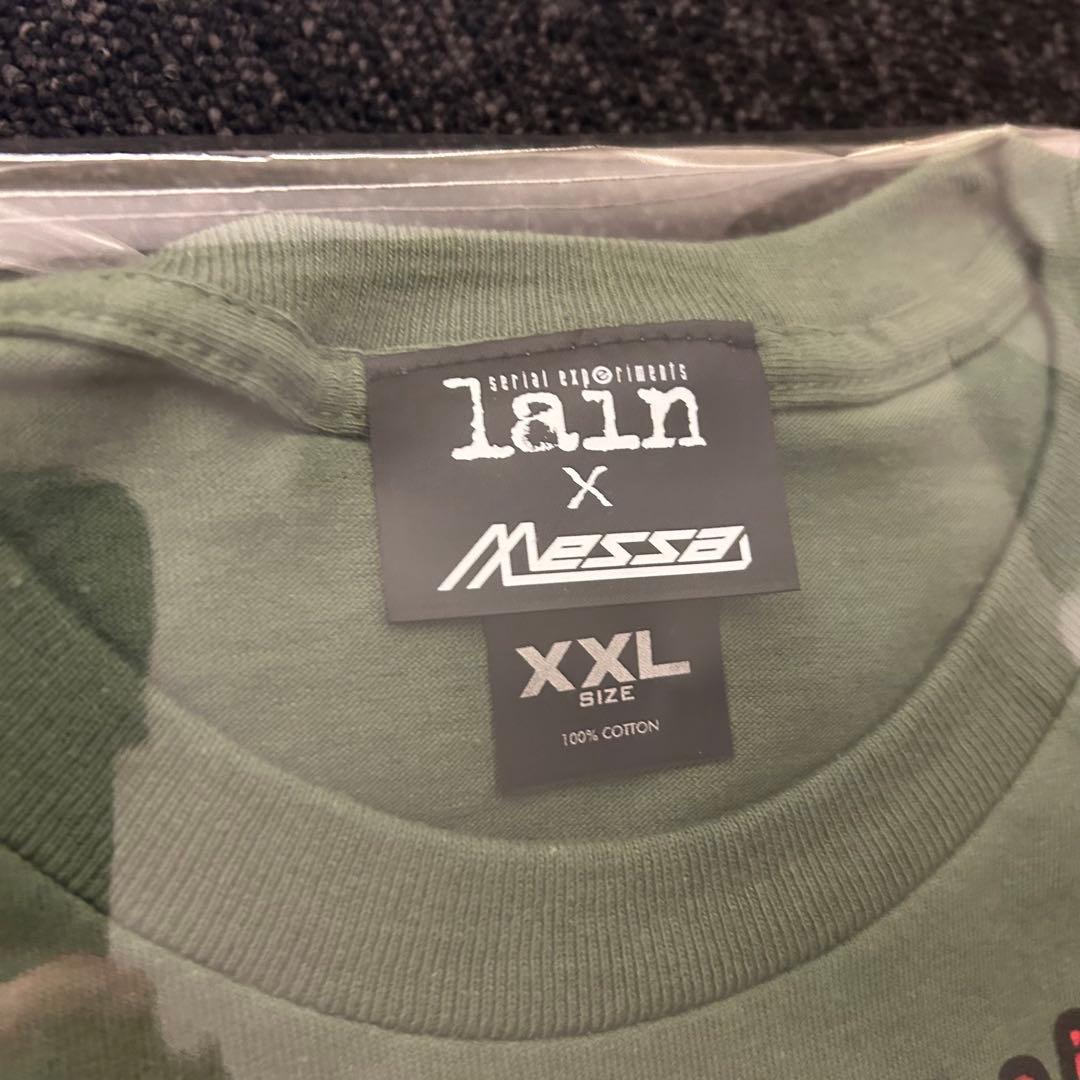 serial experiments
lain
X
Messa
XXL
SIZE
100% COTTON